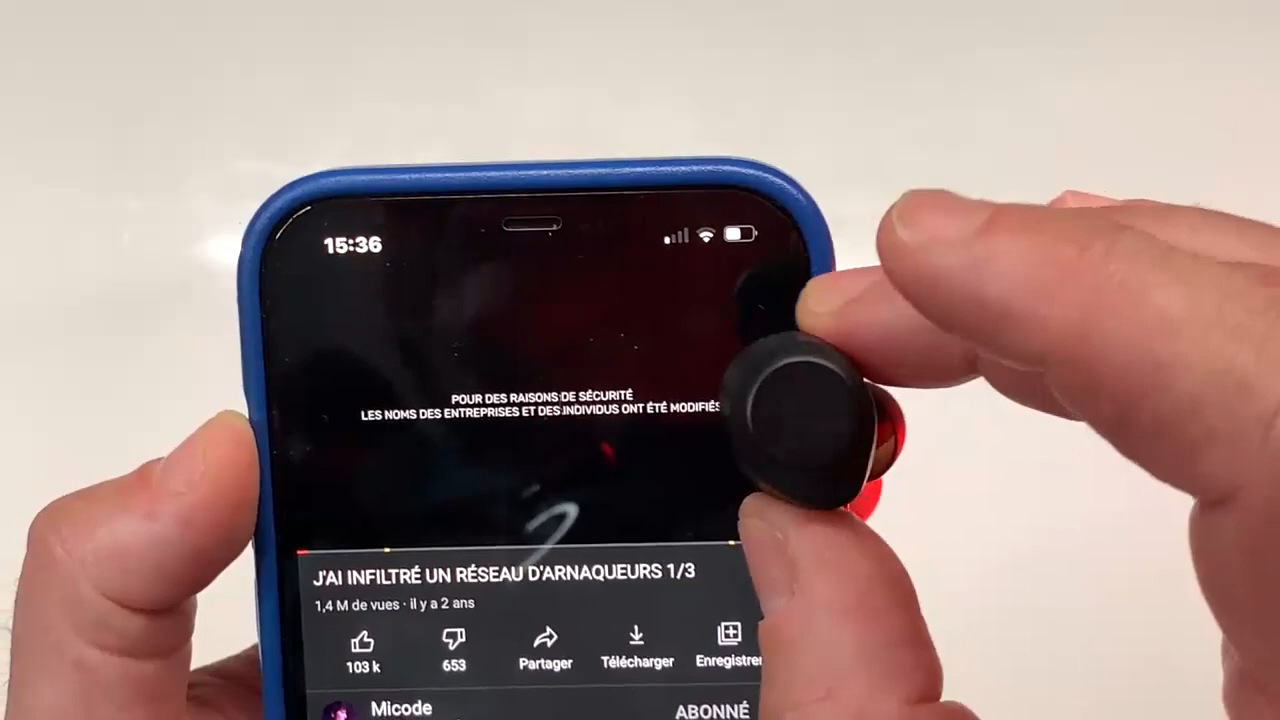 15:36
POUR DES RAISONS DE SÉCURITÉ
LES NOMS DES ENTREPRISES ET DES INDIVIDUS ONT ÉTÉ MODIFIÉS
J'AI INFILTRÉ UN RÉSEAU D'ARNAQUEURS 1/3
1,4 M de vues · il y a 2 ans
103 k
653
Partager
Télécharger
Enregistrer
Micode
ABONNÉ